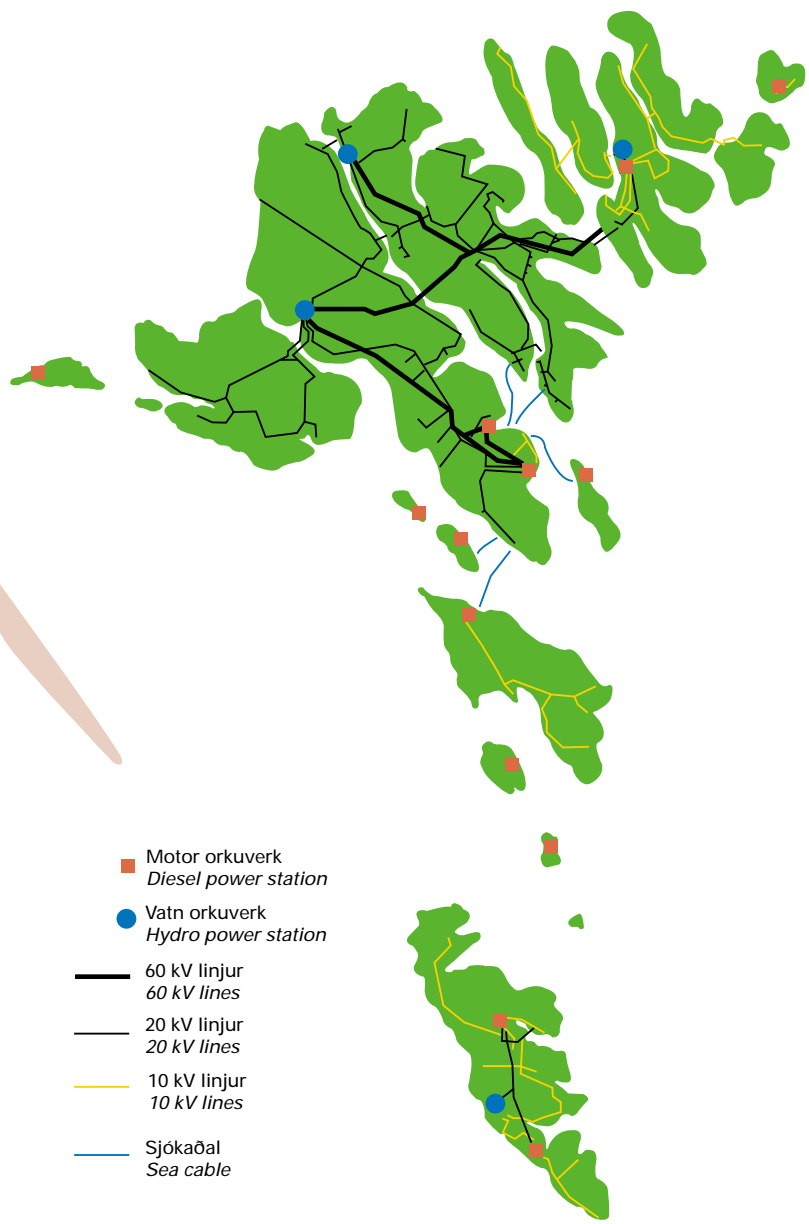 Motor orkuverk
Diesel power station
Vatn orkuverk
Hydro power station
60 kV linjur
60 kV lines
20 kV linjur
20 kV lines
10 kV linjur
10 kV lines
Sjókaðal
Sea cable